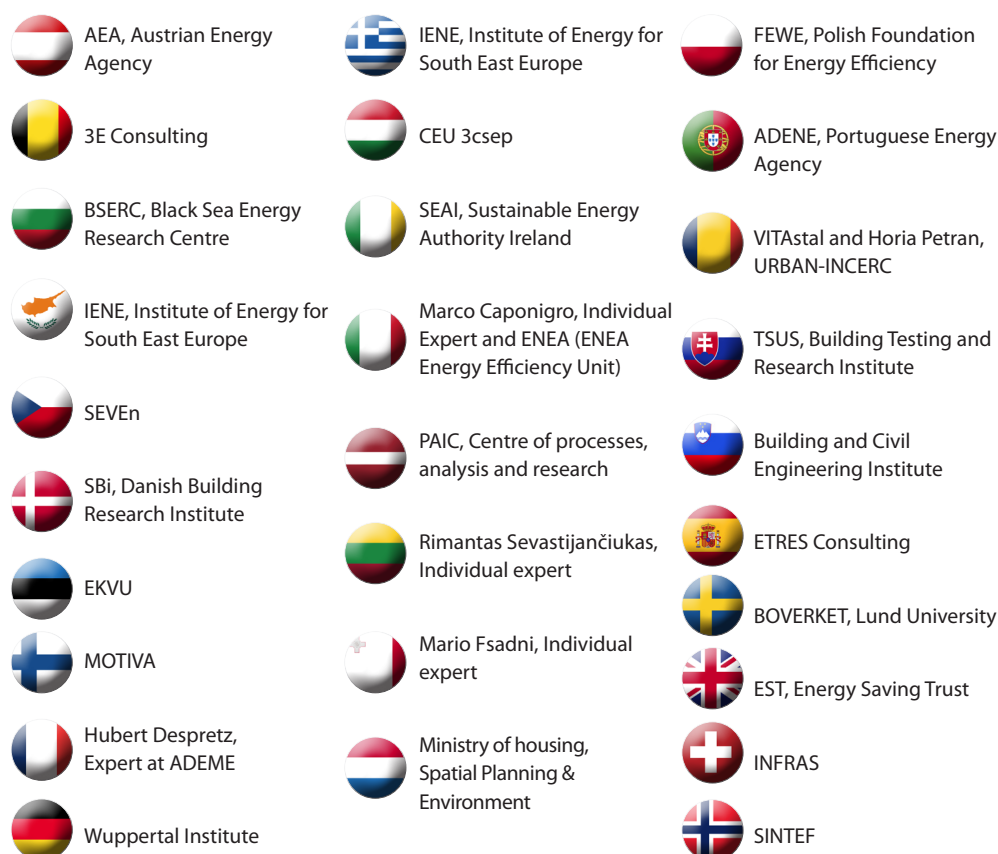 AEA, Austrian Energy
Agency
3E Consulting
BSERC, Black Sea Energy
Research Centre
IENE, Institute of Energy for
South East Europe
SEVEn
SBi, Danish Building
Research Institute
EKVU
MOTIVA
Hubert Despretz,
Expert at ADEME
Wuppertal Institute
IENE, Institute of Energy for
South East Europe
CEU 3csep
SEAI, Sustainable Energy
Authority Ireland
Marco Caponigro, Individual
Expert and ENEA (ENEA
Energy Efficiency Unit)
PAIC, Centre of processes,
analysis and research
Rimantas Sevastijančiukas,
Individual expert
Mario Fsadni, Individual
expert
Ministry of housing,
Spatial Planning &
Environment
FEWE, Polish Foundation
for Energy Efficiency
ADENE, Portuguese Energy
Agency
VITAstal and Horia Petran,
URBAN-INCERC
TSUS, Building Testing and
Research Institute
Building and Civil
Engineering Institute
ETRES Consulting
BOVERKET, Lund University
EST, Energy Saving Trust
INFRAS
SINTEF